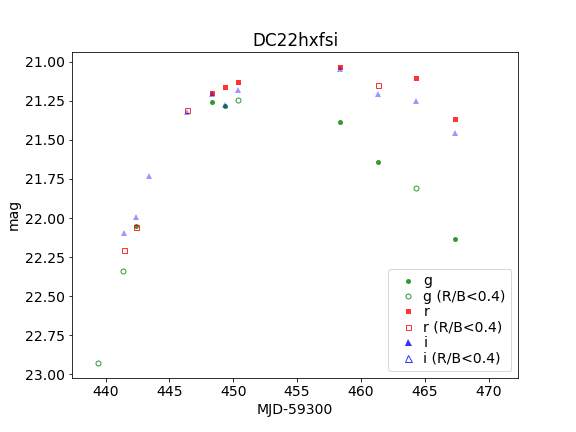 DC22hxfsi
21.00
21.25
21.50
21.75
22.00
22.25
22.50
22.75
23.00
mag
g
g (R/B<0.4)
r
r (R/B<0.4)
i
i (R/B<0.4)
440
445
450
455
460
465
470
MJD-59300